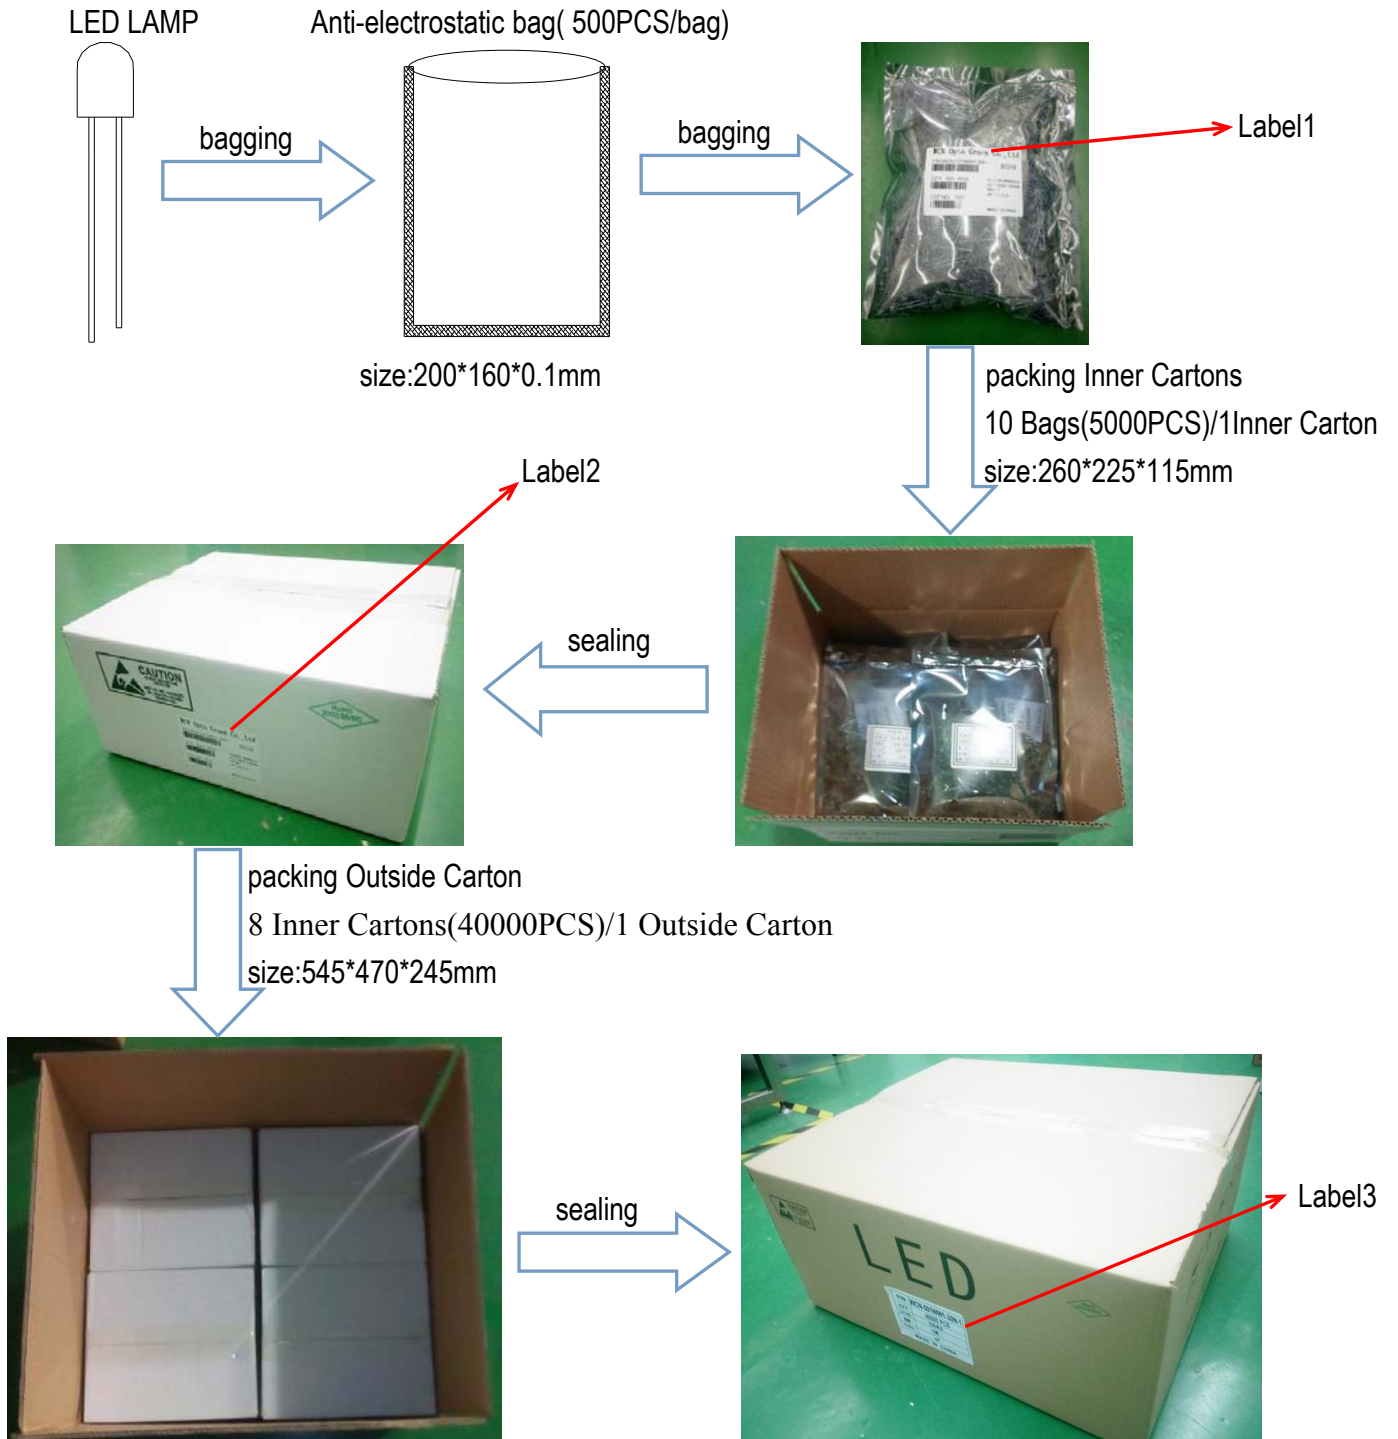 LED LAMP
Anti-electrostatic bag( 500PCS/bag)
bagging
bagging
Label1
size:200*160*0.1mm
packing Inner Cartons
10 Bags(5000PCS)/1Inner Carton
size:260*225*115mm
Label2
sealing
CAUTION
packing Outside Carton
8 Inner Cartons(40000PCS)/1 Outside Carton
size:545*470*245mm
sealing
Label3
LED